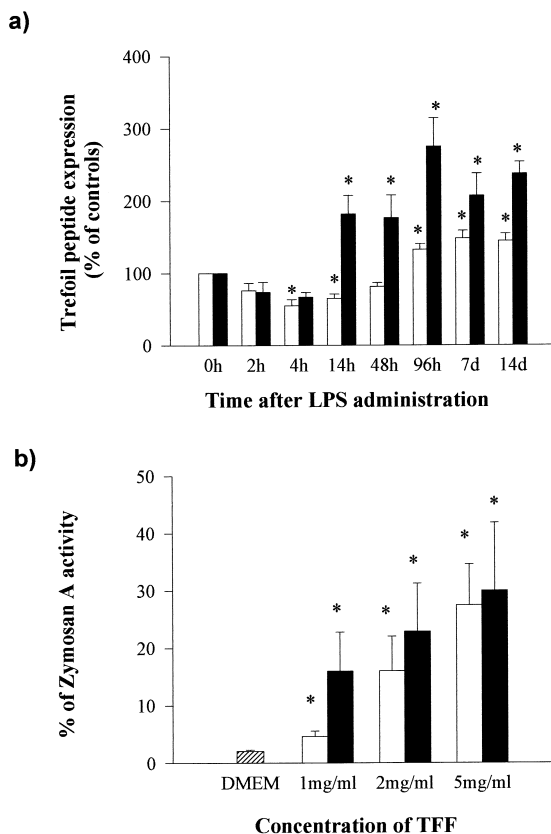 a)
Trefoil peptide expression
(% of controls)
400
300
200
100
0
* * * * * * * * *
0h 2h 4h 14h 48h 96h 7d 14d
Time after LPS administration
b)
% of Zymosan A activity
50
40
30
20
10
0
* * * * * *
DMEM 1mg/ml 2mg/ml 5mg/ml
Concentration of TFF